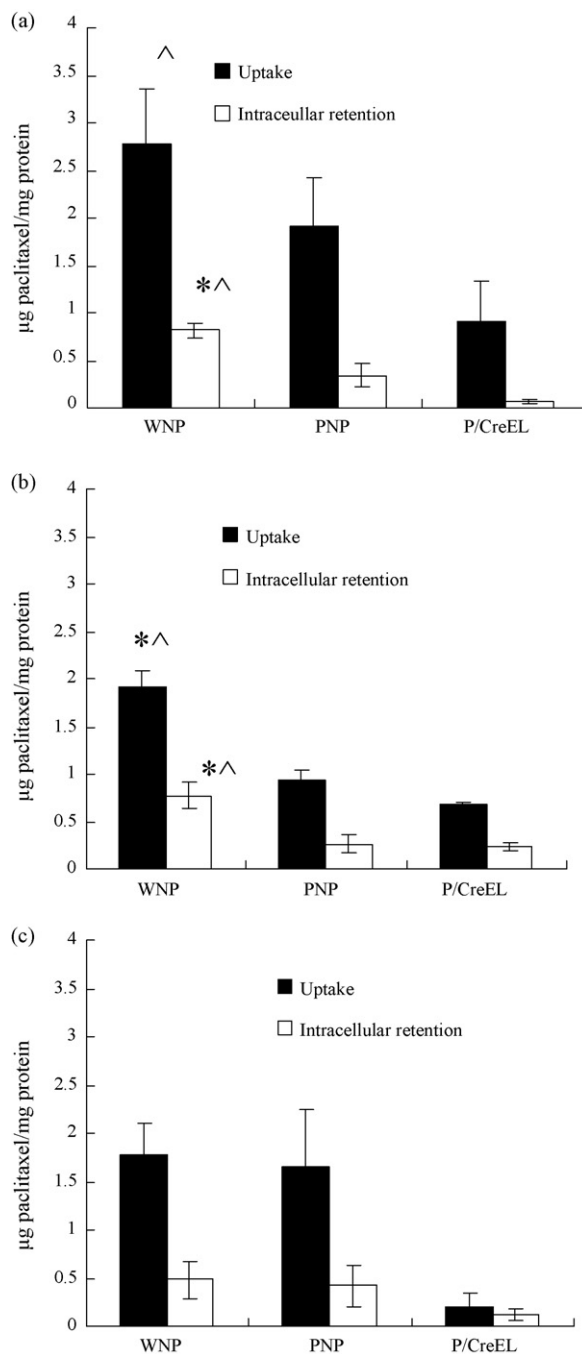 (a)
µg paclitaxel/mg protein
4
3.5
3
2.5
2
1.5
1
0.5
0
^
*^
Uptake
Intraceullar retention
WNP PNP P/CreEL
(b)
µg paclitaxel/mg protein
4
3.5
3
2.5
2
1.5
1
0.5
0
Uptake
Intracellular retention
*^
*^
WNP PNP P/CreEL
(c)
µg paclitaxel/mg protein
4
3.5
3
2.5
2
1.5
1
0.5
0
Uptake
Intracellular retention
WNP PNP P/CreEL